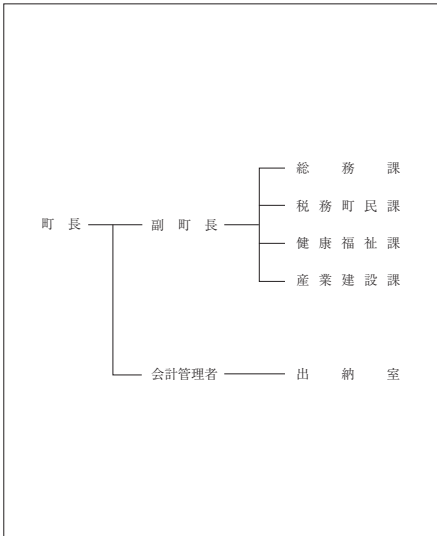 町長
副町長
総務課
税務町民課
健康福祉課
産業建設課
会計管理者
出納室